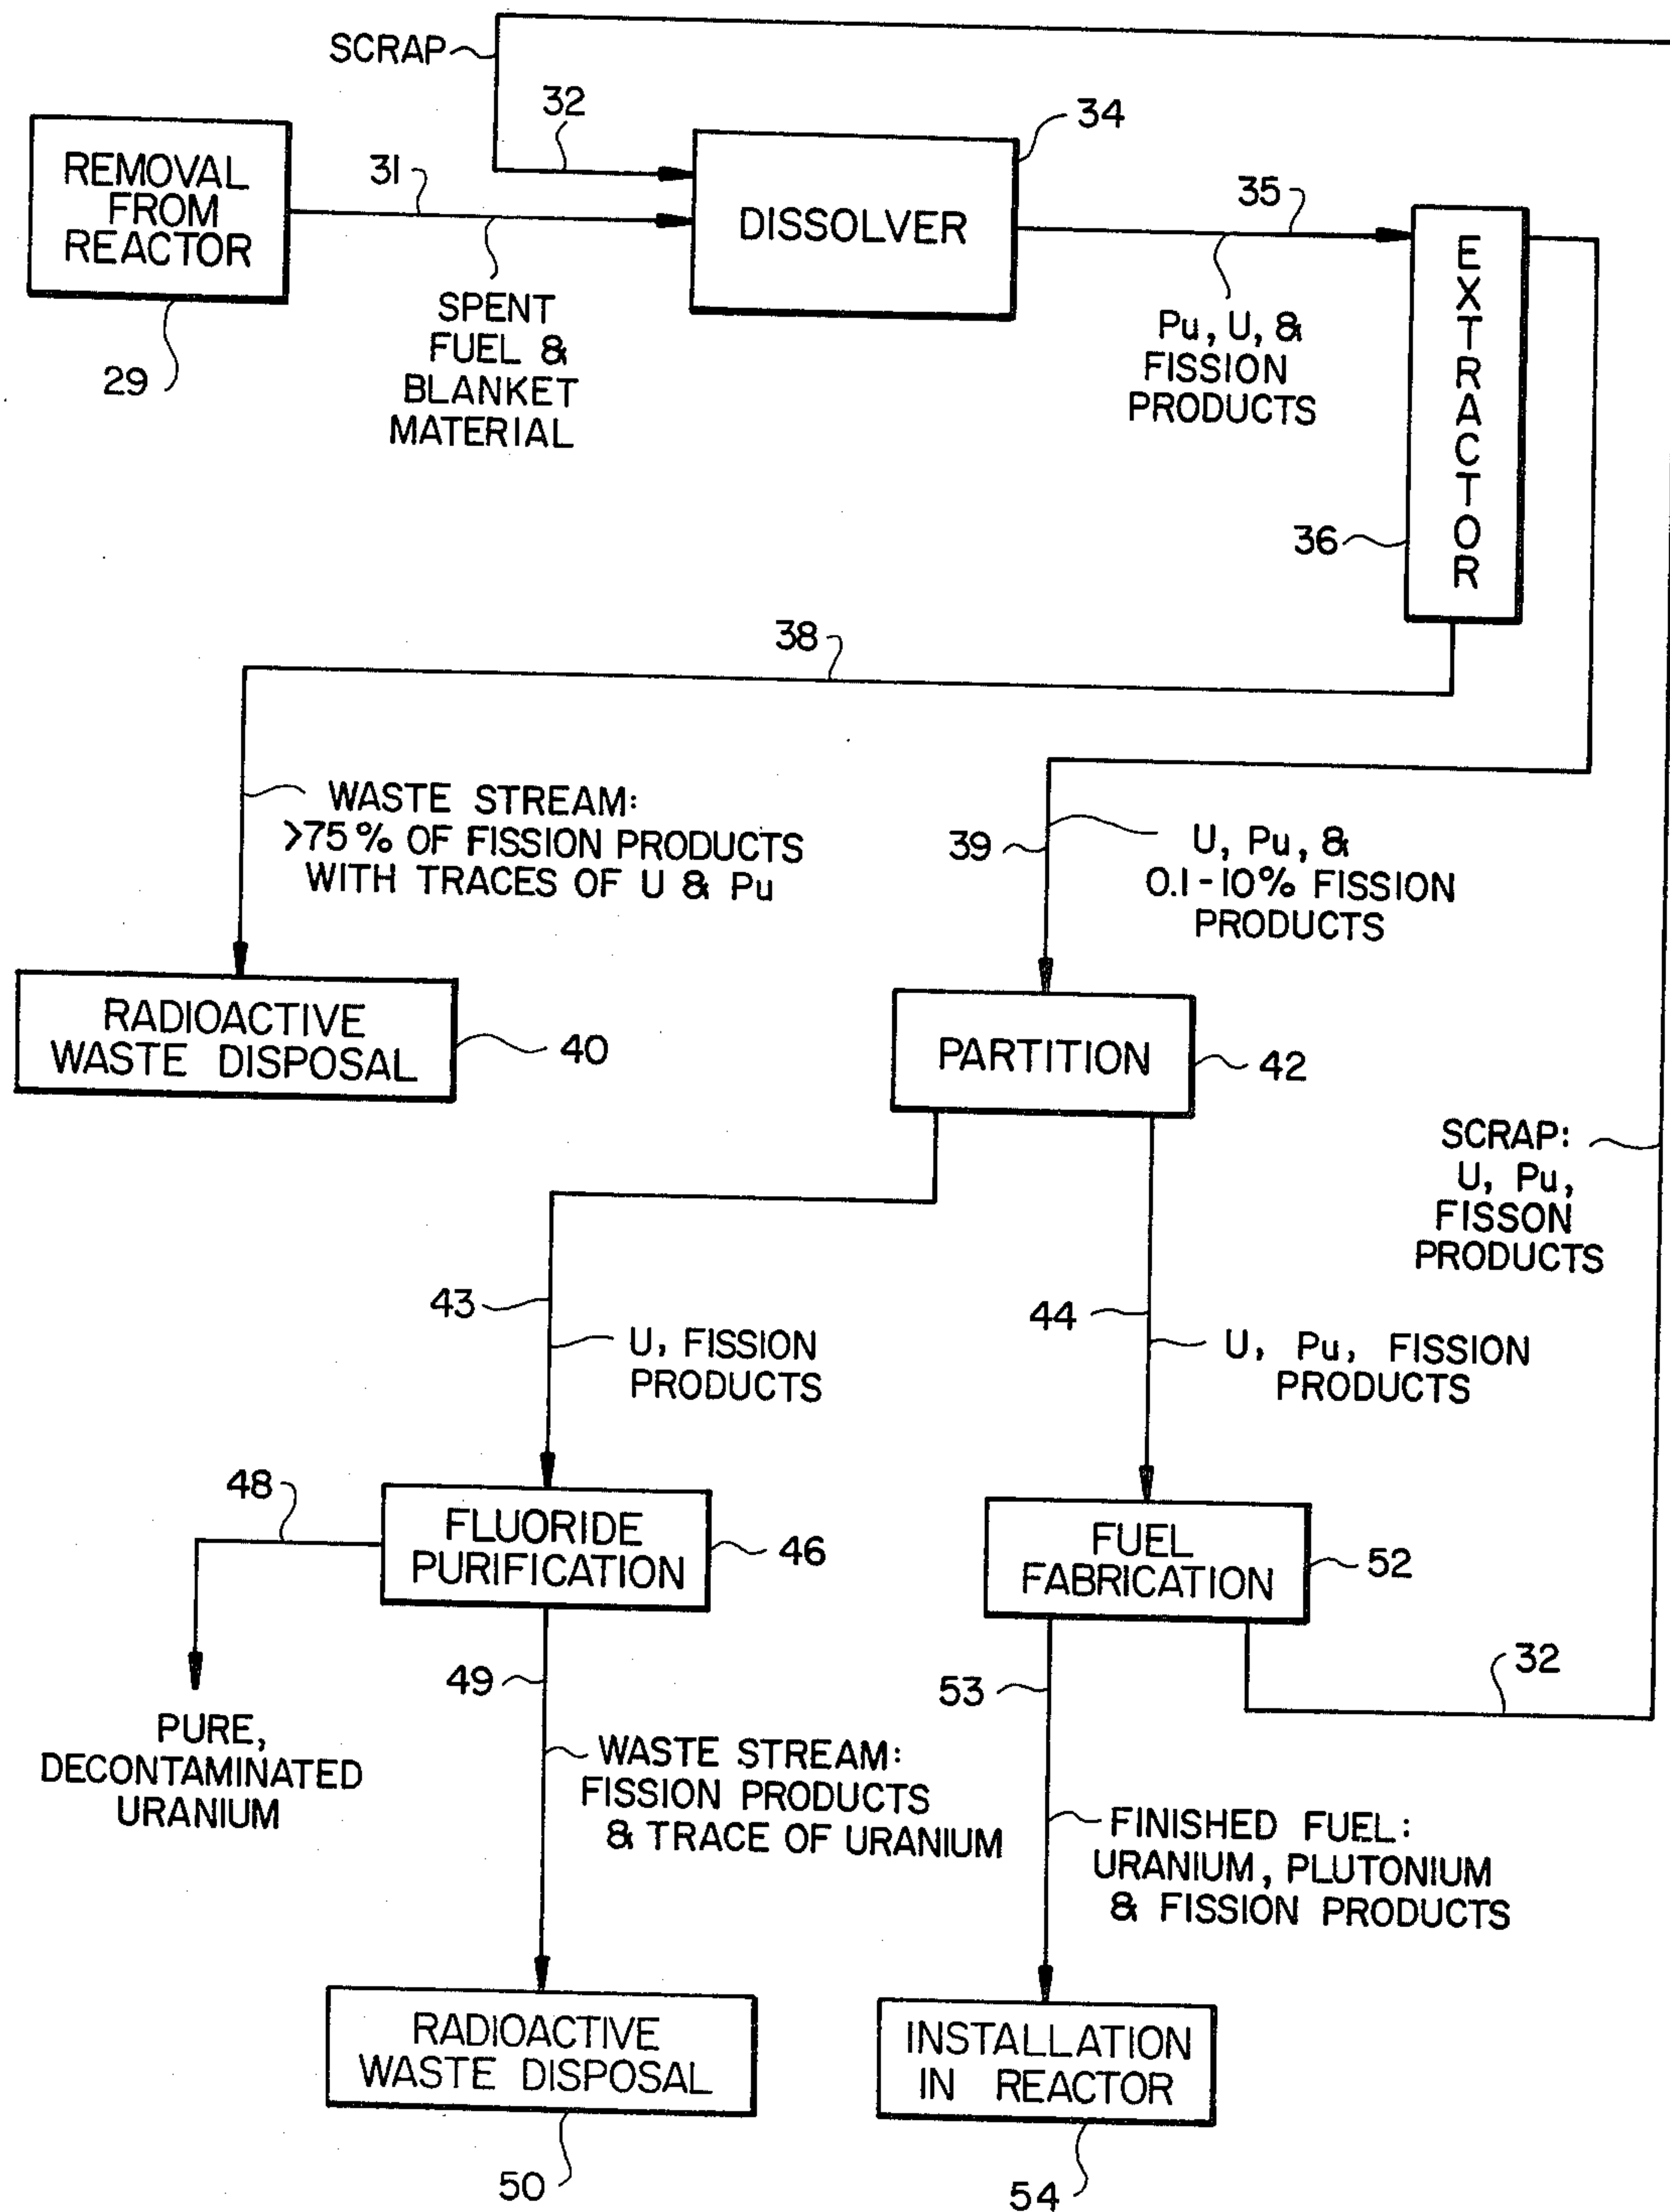 SCRAP
32
34
REMOVAL
FROM
REACTOR
29
31
SPENT
FUEL &
BLANKET
MATERIAL
DISSOLVER
35
Pu, U, &
FISSION
PRODUCTS
EXTRACTOR
36
38
WASTE STREAM:
>75% OF FISSION PRODUCTS
WITH TRACES OF U & Pu
39
U, Pu, &
0.1-10% FISSION
PRODUCTS
RADIOACTIVE
WASTE DISPOSAL
40
PARTITION
42
SCRAP:
U, Pu,
FISSON
PRODUCTS
43
U, FISSION
PRODUCTS
44
U, Pu, FISSION
PRODUCTS
48
FLUORIDE
PURIFICATION
46
FUEL
FABRICATION
52
32
49
53
PURE,
DECONTAMINATED
URANIUM
WASTE STREAM:
FISSION PRODUCTS
& TRACE OF URANIUM
FINISHED FUEL:
URANIUM, PLUTONIUM
& FISSION PRODUCTS
RADIOACTIVE
WASTE DISPOSAL
50
INSTALLATION
IN REACTOR
54